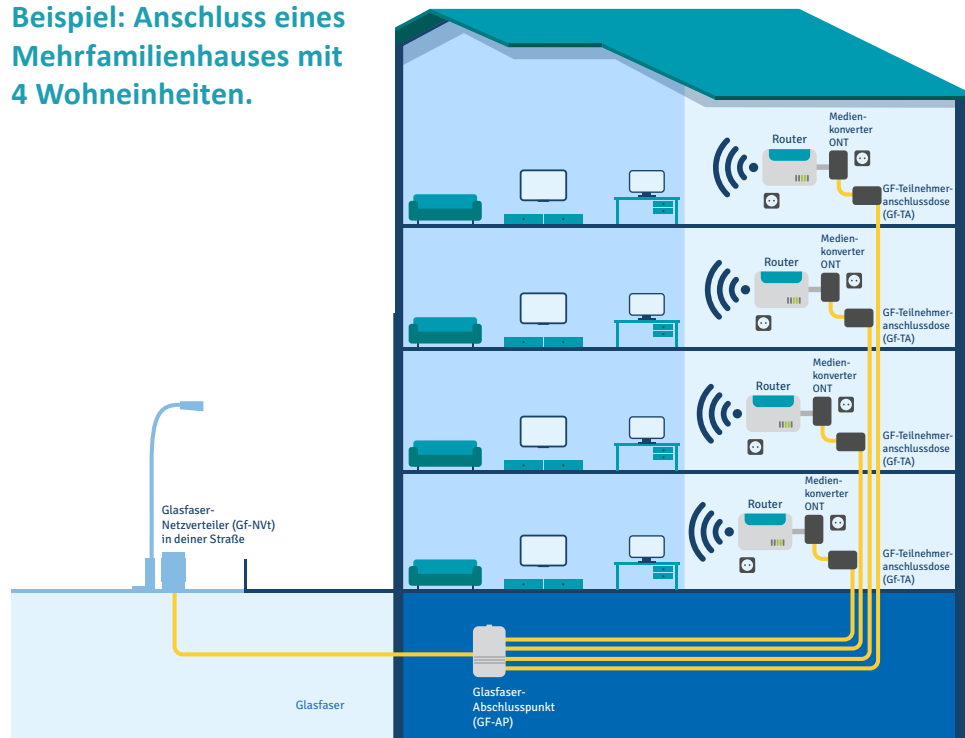 Beispiel: Anschluss eines
Mehrfamilienhauses mit
4 Wohneinheiten.
Medien-
konverter
ONT
Router
GF-Teilnehmer-
anschlussdose
(Gf-TA)
Medien-
konverter
ONT
Router
GF-Teilnehmer-
anschlussdose
(Gf-TA)
Medien-
konverter
ONT
Router
GF-Teilnehmer-
anschlussdose
(Gf-TA)
Medien-
konverter
ONT
Router
GF-Teilnehmer-
anschlussdose
(Gf-TA)
Glasfaser-
Netzverteiler (Gf-NVt)
in deiner Straße
Glasfaser
Glasfaser-
Abschlusspunkt
(GF-AP)